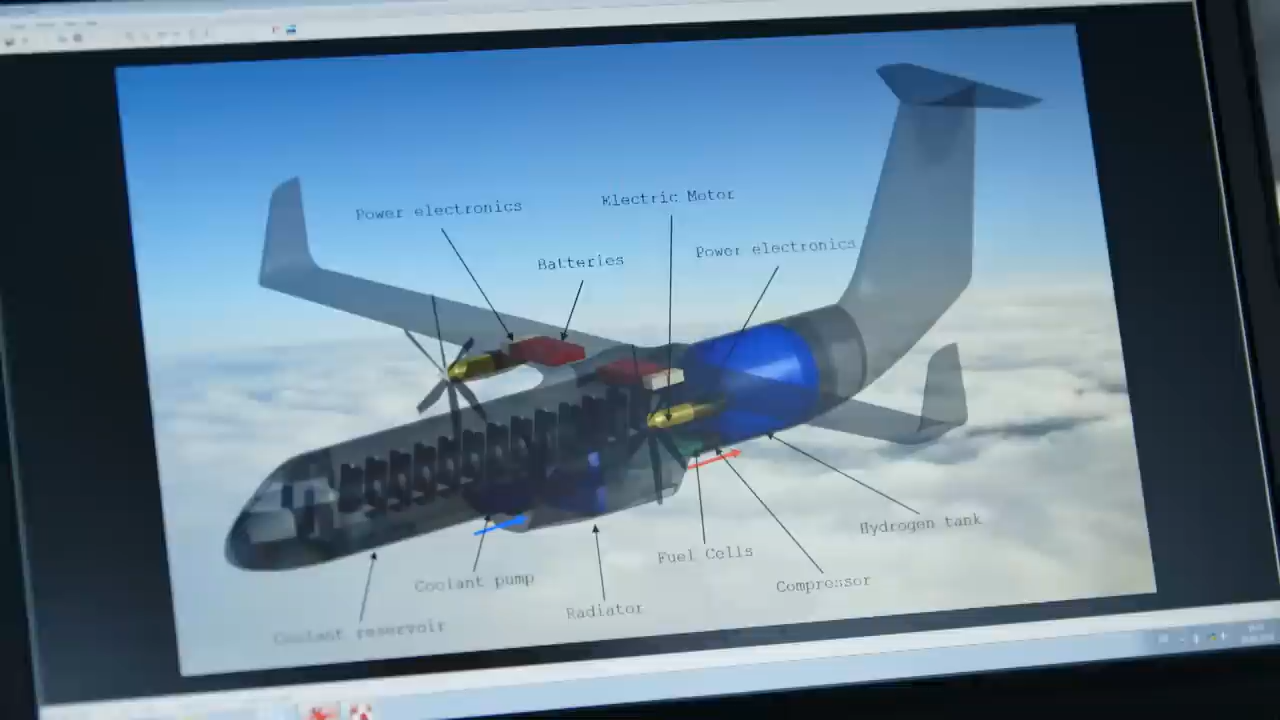 Electric Motor
Power electronics
Power electronics
Batteries
Hydrogen tank
Fuel Cells
Compressor
Coolant pump
Radiator
Coolant reservoir